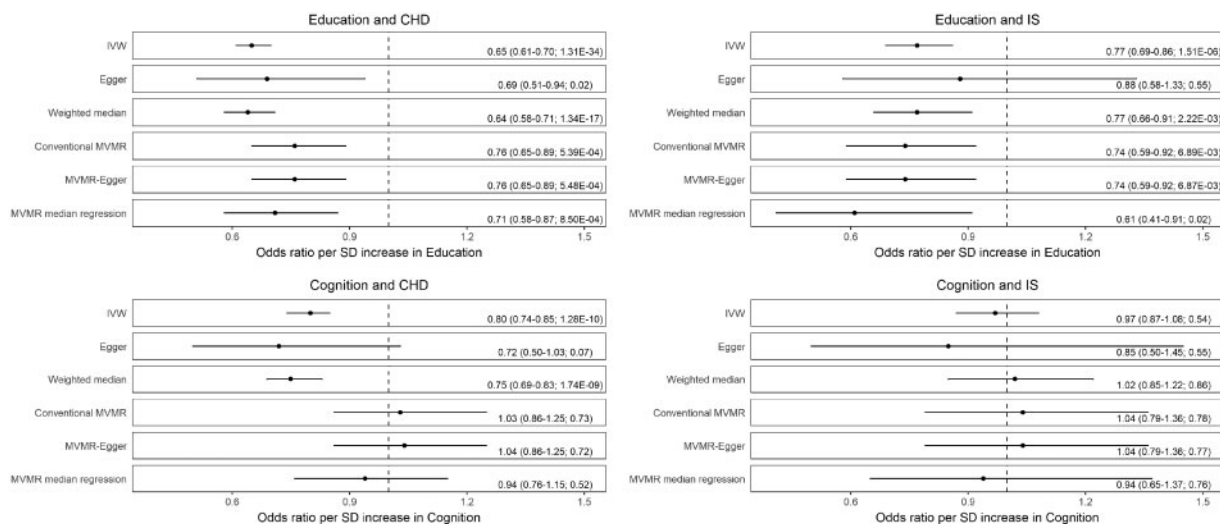 Education and CHD
IVW
0.65 (0.61-0.70; 1.31E-34)
Egger
0.69 (0.51-0.94; 0.02)
Weighted median
0.64 (0.58-0.71; 1.34E-17)
Conventional MVMR
0.76 (0.65-0.89; 5.39E-04)
MVMR-Egger
0.76 (0.65-0.89; 5.48E-04)
MVMR median regression
0.71 (0.58-0.87; 8.50E-04)
0.6 0.9 1.2 1.5
Odds ratio per SD increase in Education
Education and IS
IVW
0.77 (0.69-0.86; 1.51E-06)
Egger
0.88 (0.58-1.33; 0.55)
Weighted median
0.77 (0.66-0.91; 2.22E-03)
Conventional MVMR
0.74 (0.59-0.92; 6.89E-03)
MVMR-Egger
0.74 (0.59-0.92; 6.87E-03)
MVMR median regression
0.61 (0.41-0.91; 0.02)
0.6 0.9 1.2 1.5
Odds ratio per SD increase in Education
Cognition and CHD
IVW
0.80 (0.74-0.85; 1.28E-10)
Egger
0.72 (0.50-1.03; 0.07)
Weighted median
0.75 (0.69-0.83; 1.74E-09)
Conventional MVMR
1.03 (0.86-1.25; 0.73)
MVMR-Egger
1.04 (0.86-1.25; 0.72)
MVMR median regression
0.94 (0.76-1.15; 0.52)
0.6 0.9 1.2 1.5
Odds ratio per SD increase in Cognition
Cognition and IS
IVW
0.97 (0.87-1.08; 0.54)
Egger
0.85 (0.50-1.45; 0.55)
Weighted median
1.02 (0.85-1.22; 0.86)
Conventional MVMR
1.04 (0.79-1.36; 0.78)
MVMR-Egger
1.04 (0.79-1.36; 0.77)
MVMR median regression
0.94 (0.65-1.37; 0.76)
0.6 0.9 1.2 1.5
Odds ratio per SD increase in Cognition